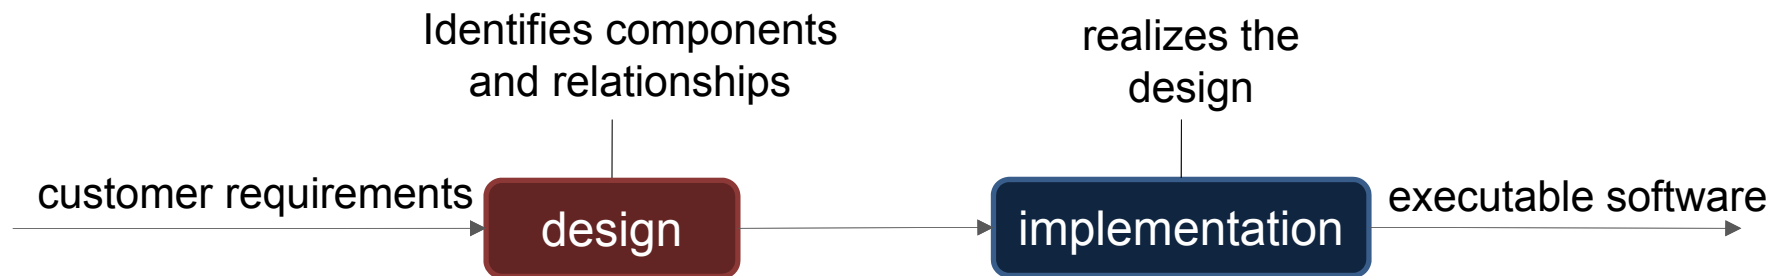 Identifies components
and relationships
realizes the
design
customer requirements
design
implementation
executable software